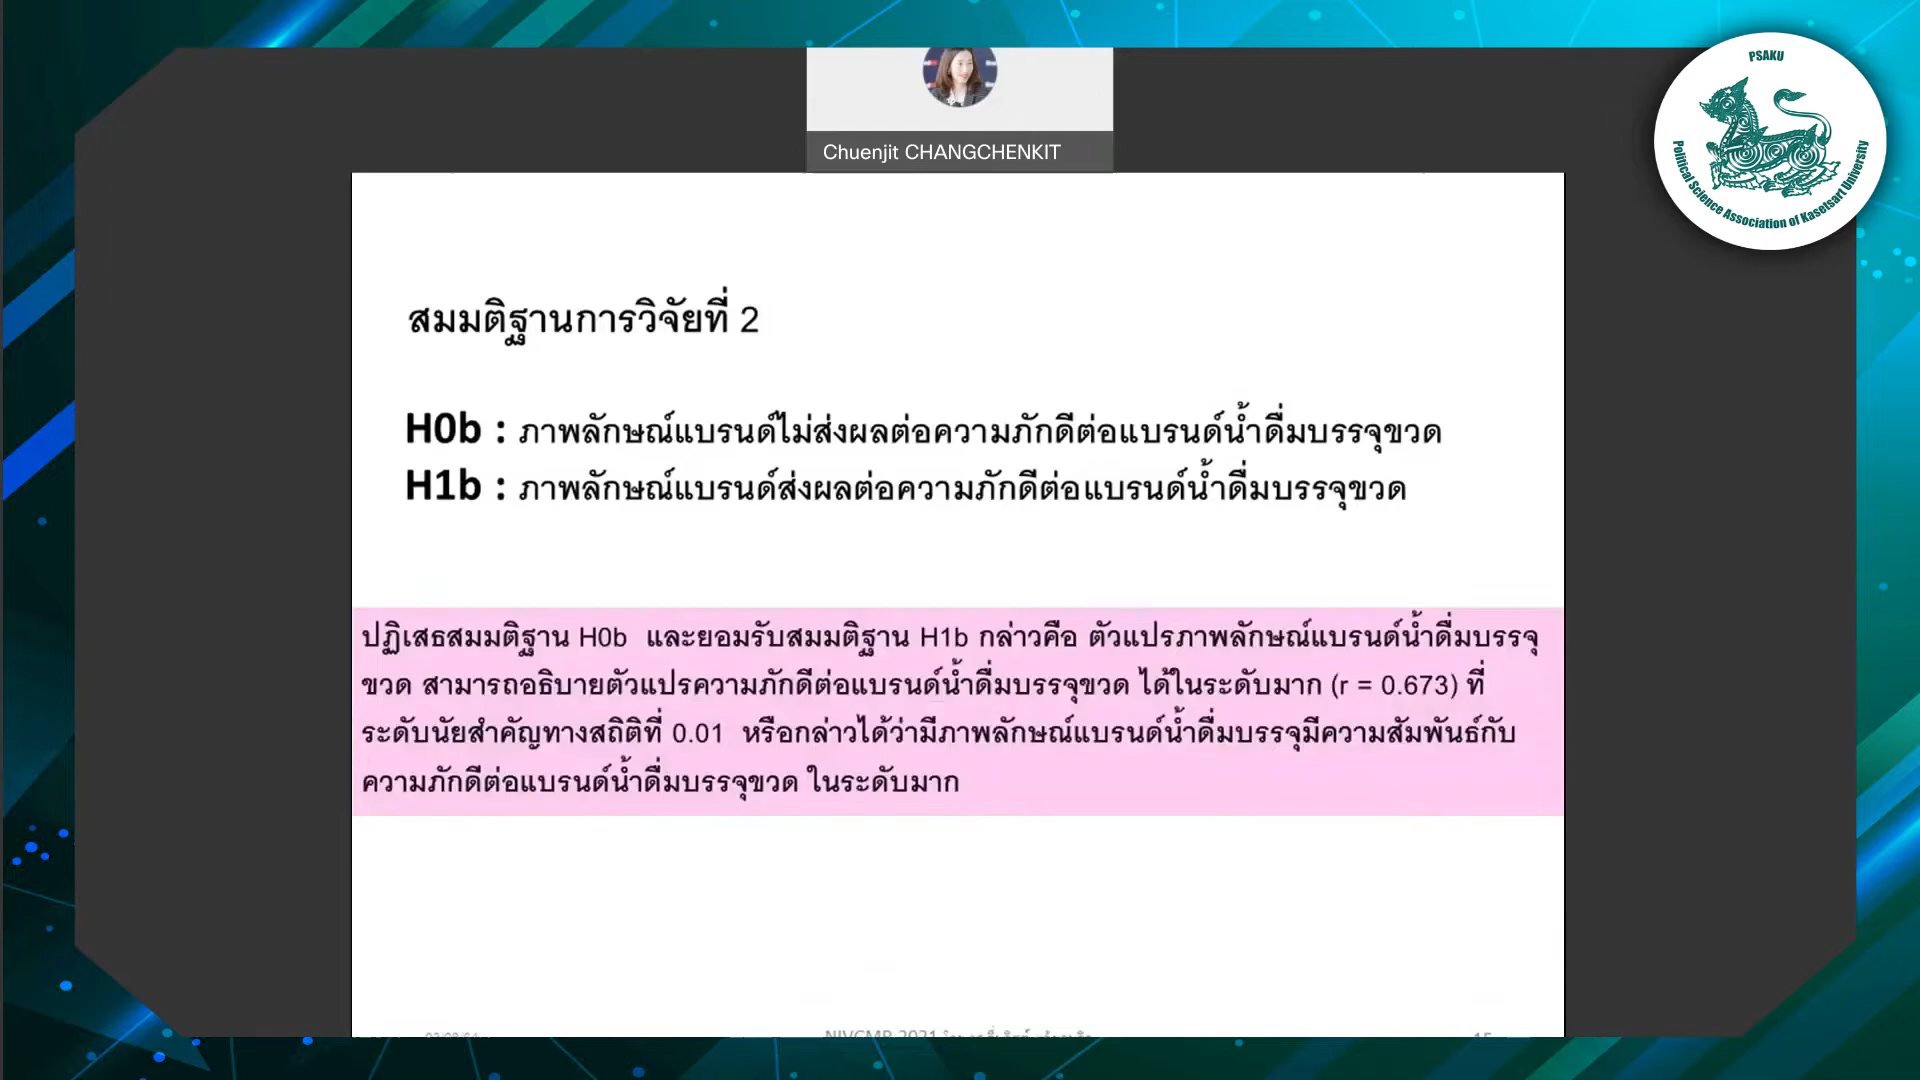 PSAKU
Political Science Association of Kasetsart University
Chuenjit CHANGCHENKIT
สมมติฐานการวิจัยที่ 2
H0b : ภาพลักษณ์แบรนด์ไม่ส่งผลต่อความภักดีต่อแบรนด์น้ำดื่มบรรจุขวด
H1b : ภาพลักษณ์แบรนด์ส่งผลต่อความภักดีต่อแบรนด์น้ำดื่มบรรจุขวด
ปฏิเสธสมมติฐาน H0b และยอมรับสมมติฐาน H1b กล่าวคือ ตัวแปรภาพลักษณ์แบรนด์น้ำดื่มบรรจุ
ขวด สามารถอธิบายตัวแปรความภักดีต่อแบรนด์น้ำดื่มบรรจุขวด ได้ในระดับมาก (r = 0.673) ที่
ระดับนัยสำคัญทางสถิติที่ 0.01 หรือกล่าวได้ว่ามีภาพลักษณ์แบรนด์น้ำดื่มบรรจุมีความสัมพันธ์กับ
ความภักดีต่อแบรนด์น้ำดื่มบรรจุขวด ในระดับมาก
2021